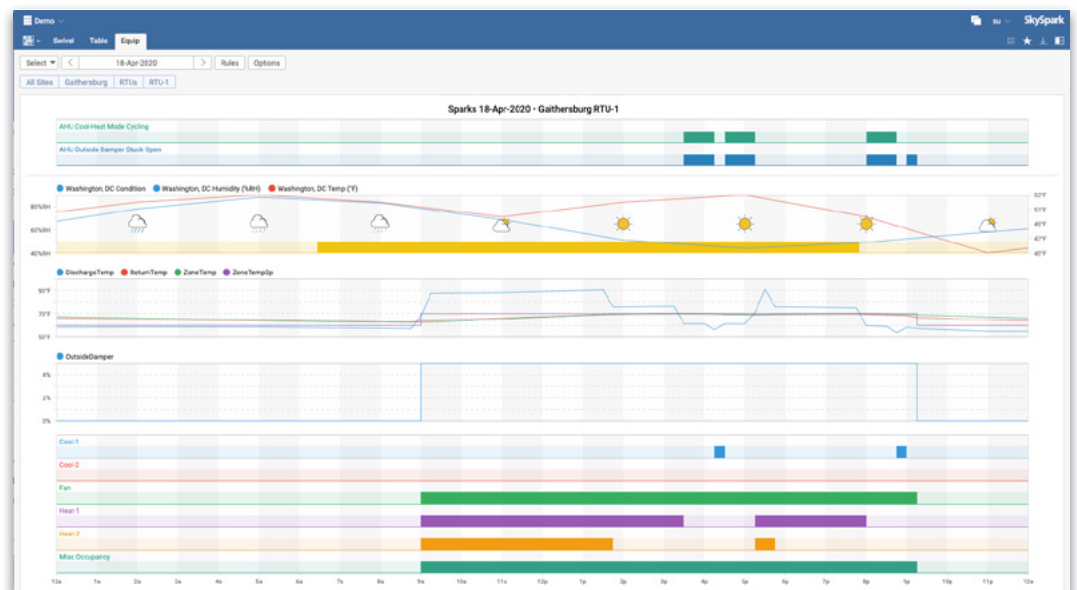 Demo
su SkySpark
Swivel Table Equip
Select < 18-Apr-2020 > Rules Options
All Sites Gaithersburg RTUs RTU-1
Sparks 18-Apr-2020 · Gaithersburg RTU-1
AHU Cool-Heat Mode Cycling
AHU Outside Damper Stuck Open
Washington, DC Condition Washington, DC Humidity (%RH) Washington, DC Temp (°F)
80%RH
60%RH
40%RH
52°F
51°F
49°F
47°F
DischargeTemp ReturnTemp ZoneTemp ZoneTempSp
90°F
70°F
50°F
OutsideDamper
4%
2%
0%
Cool-1
Cool-2
Fan
Heat-1
Heat-2
Misc Occupancy
12a 1a 2a 3a 4a 5a 6a 7a 8a 9a 10a 11a 12p 1p 2p 3p 4p 5p 6p 7p 8p 9p 10p 11p 12a